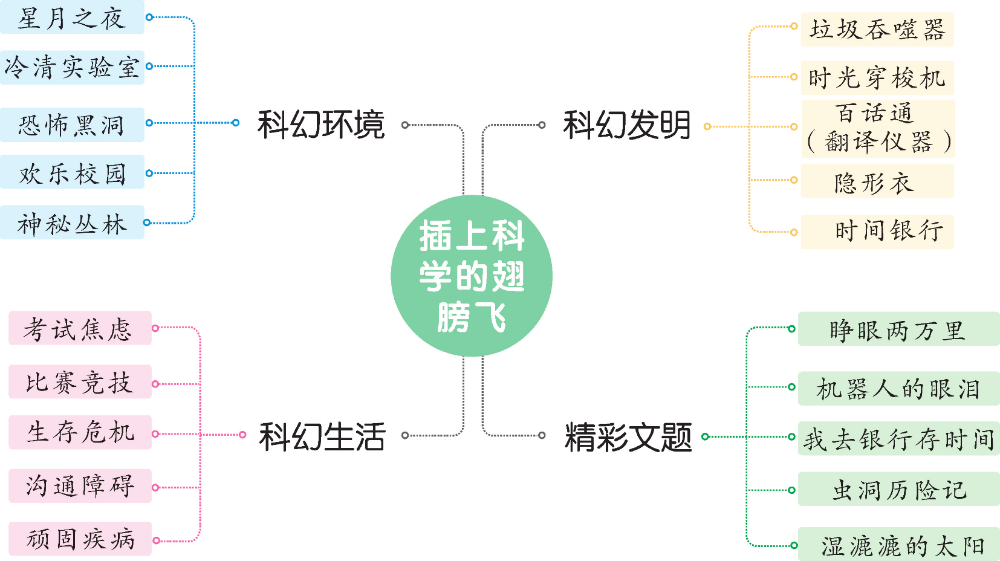 星月之夜
冷清实验室
恐怖黑洞
欢乐校园
神秘丛林
科幻环境
科幻发明
垃圾吞噬器
时光穿梭机
百话通
（翻译仪器）
隐形衣
时间银行
插上科
学的翅
膀飞
考试焦虑
比赛竞技
生存危机
沟通障碍
顽固疾病
科幻生活
精彩文题
睁眼两万里
机器人的眼泪
我去银行存时间
虫洞历险记
湿漉漉的太阳